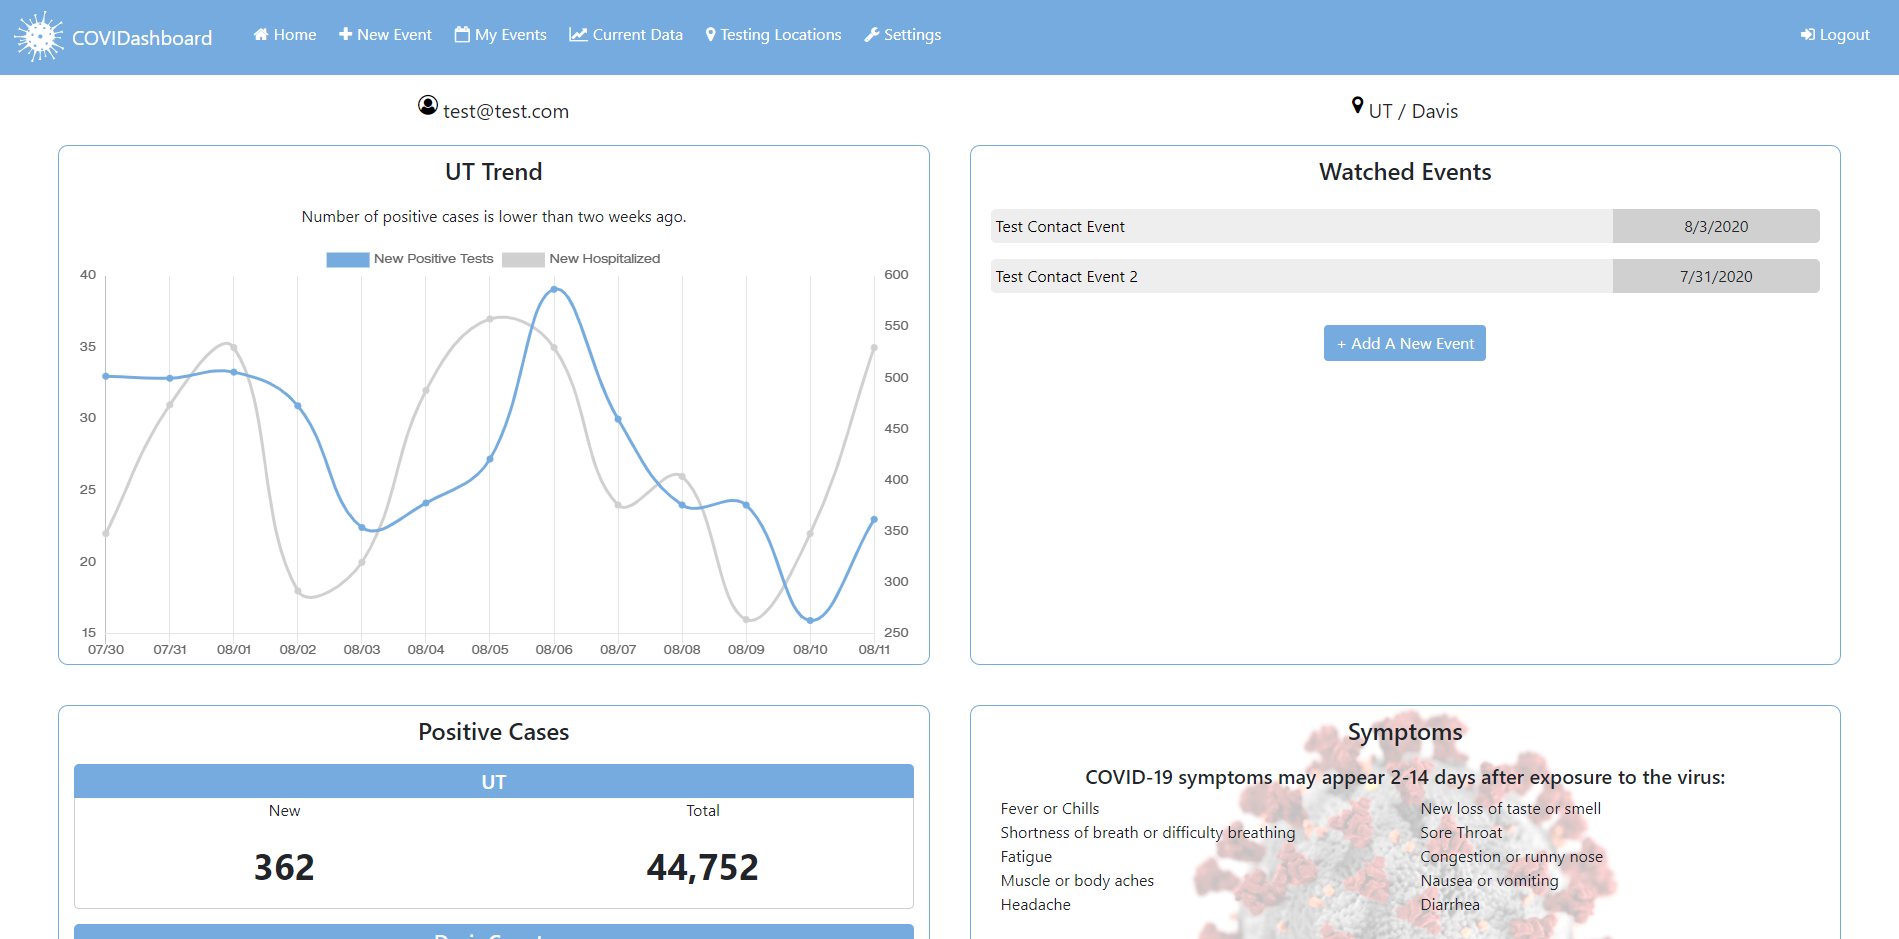 COVIDashboard
Home
New Event
My Events
Current Data
Testing Locations
Settings
Logout
test@test.com
UT / Davis
UT Trend
Number of positive cases is lower than two weeks ago.
New Positive Tests
New Hospitalized
40
35
30
25
20
15
600
550
500
450
400
350
300
250
07/30
07/31
08/01
08/02
08/03
08/04
08/05
08/06
08/07
08/08
08/09
08/10
08/11
Watched Events
Test Contact Event
8/3/2020
Test Contact Event 2
7/31/2020
+ Add A New Event
Positive Cases
UT
New
Total
362
44,752
Symptoms
COVID-19 symptoms may appear 2-14 days after exposure to the virus:
Fever or Chills
Shortness of breath or difficulty breathing
Fatigue
Muscle or body aches
Headache
New loss of taste or smell
Sore Throat
Congestion or runny nose
Nausea or vomiting
Diarrhea